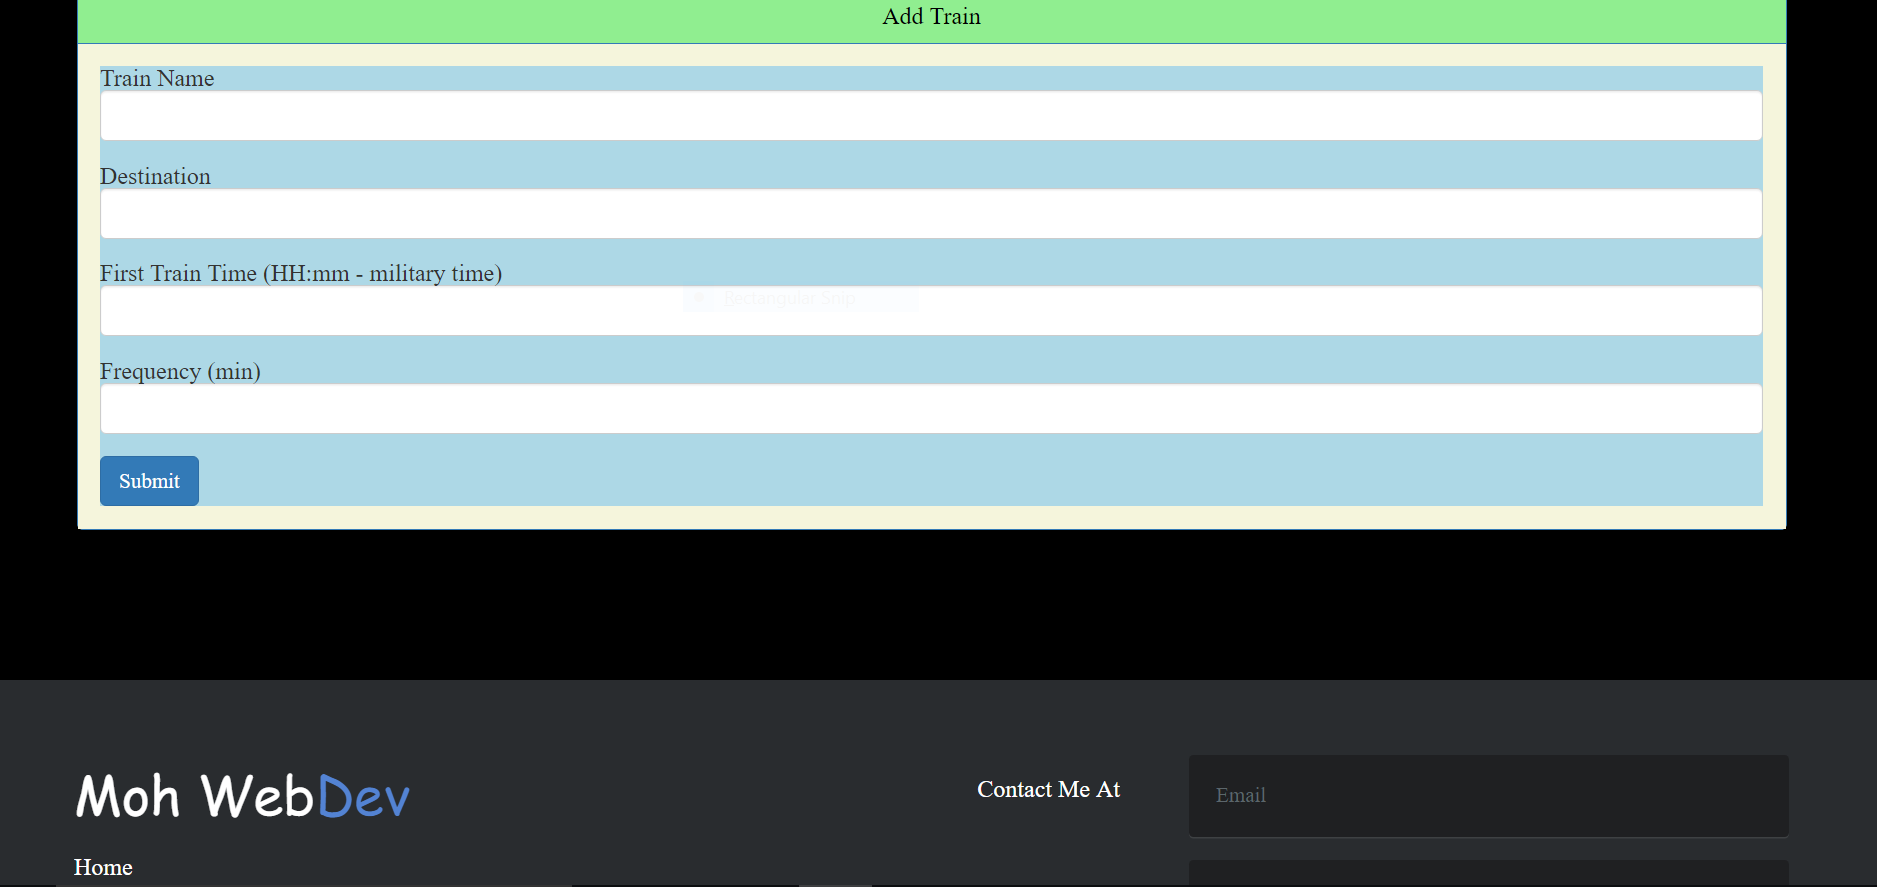 Add Train
Train Name
Destination
First Train Time (HH:mm - military time)
Rectangular Snip
Frequency (min)
Submit
Moh WebDev
Contact Me At
Email
Home